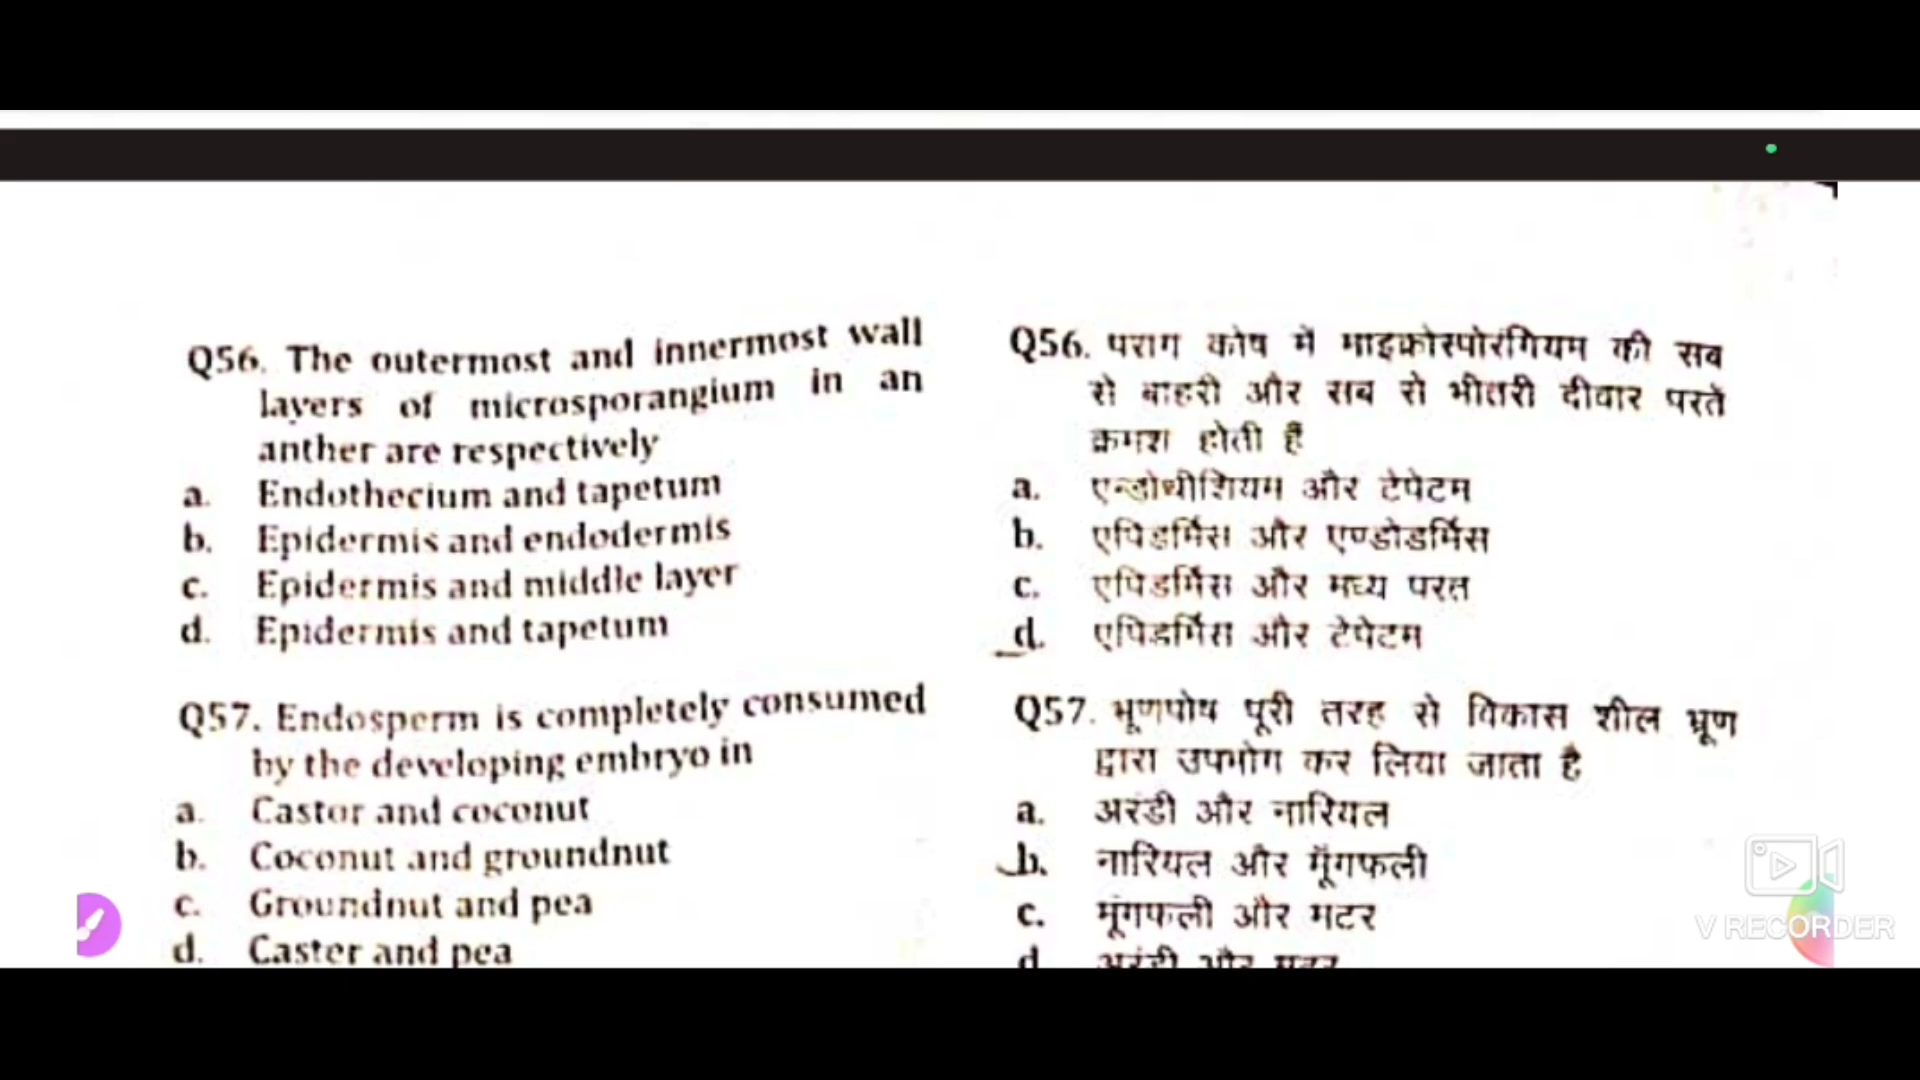 Q56. The outermost and innermost wall
layers of microsporangium in an
anther are respectively
a. Endothecium and tapetum
b. Epidermis and endodermis
c. Epidermis and middle layer
d. Epidermis and tapetum
Q57. Endosperm is completely consumed
by the developing embryo in
a. Castor and coconut
b. Coconut and groundnut
c. Groundnut and pea
d. Caster and pea
Q56. पराग कोष में माइक्रोस्पोरंगियम की सब
से बाहरी और सब से भीतरी दीवार परते
क्रमश होती हैं
a. एन्डोथीशियम और टेपेटम
b. एपिडर्मिस और एण्डोडर्मिस
c. एपिडर्मिस और मध्य परत
d. एपिडर्मिस और टेपेटम
Q57. भूणपोष पूरी तरह से विकास शील भ्रूण
द्वारा उपभोग कर लिया जाता है
a. अरंडी और नारियल
b. नारियल और मूँगफली
c. मूंगफली और मटर
d. अरंडी और मटर
V RECORDER